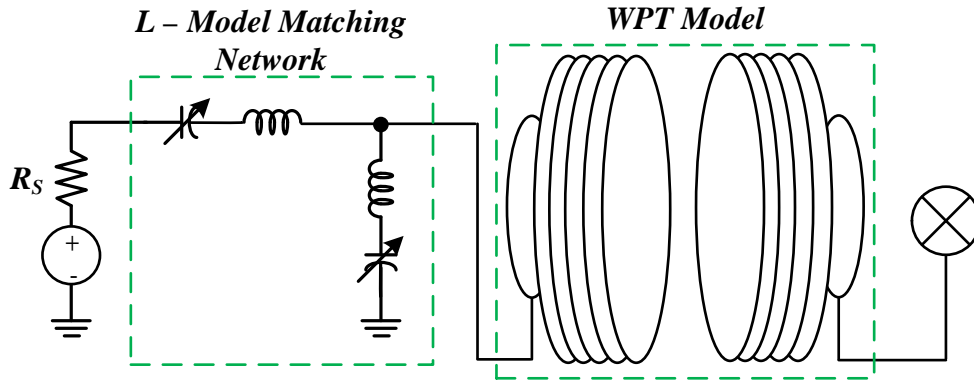 L – Model Matching
Network
WPT Model
RS
+
-